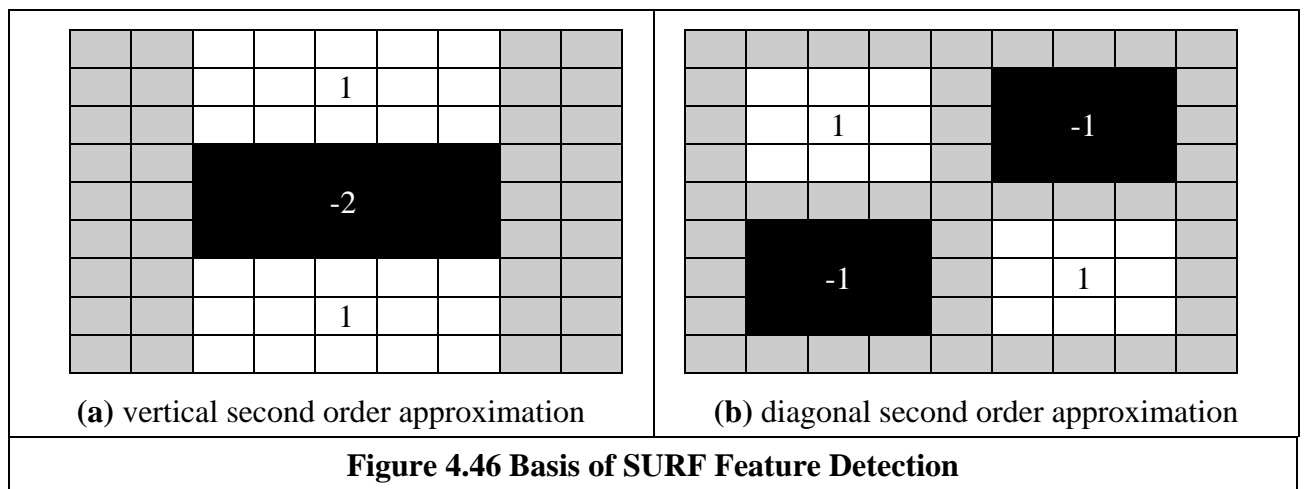 1
-2
1
1
-1
-1
1
(a) vertical second order approximation
(b) diagonal second order approximation
Figure 4.46 Basis of SURF Feature Detection